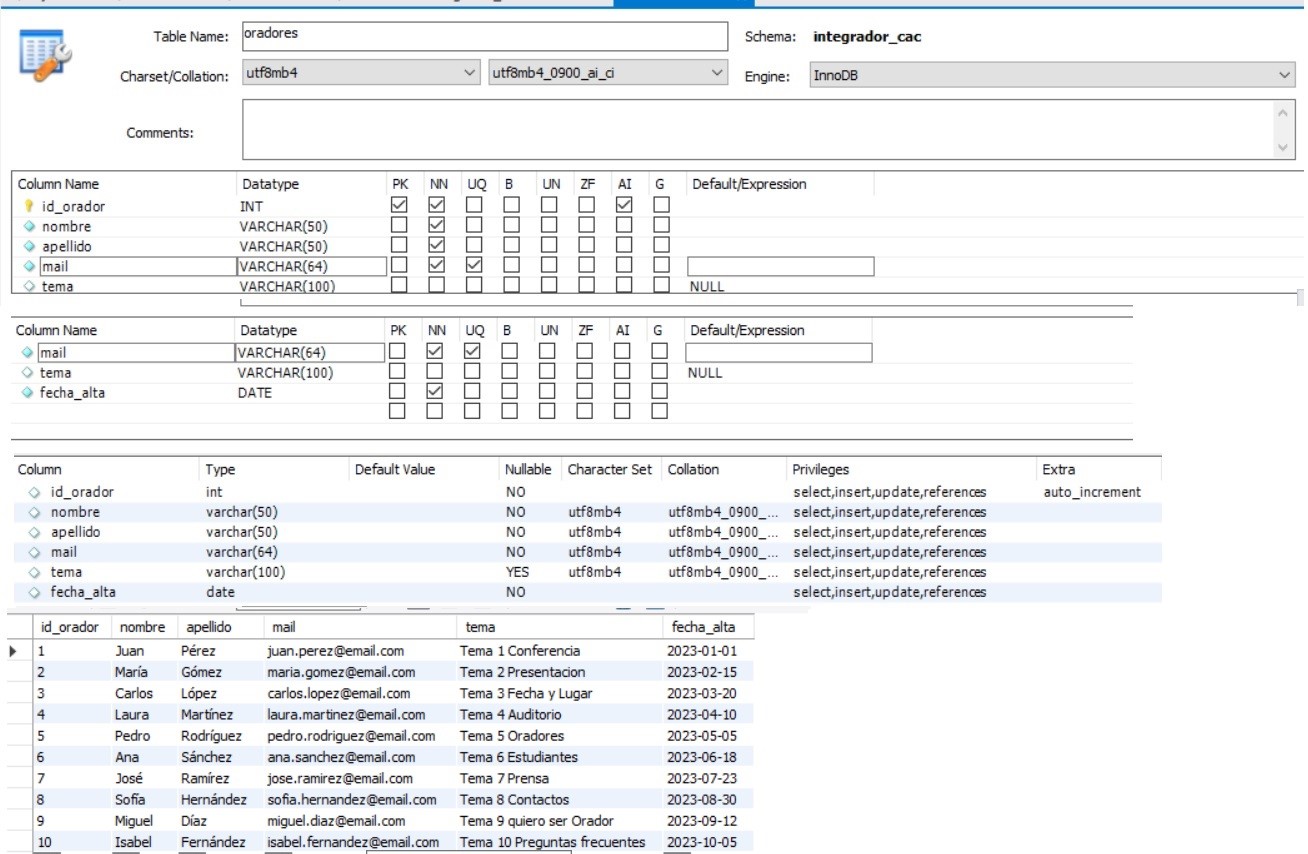 Table Name: oradores Schema: integrador_cac
Charset/Collation: utf8mb4 utf8mb4_0900_ai_ci Engine: InnoDB
Comments:
Column Name Datatype PK NN UQ B UN ZF AI G Default/Expression
id_orador INT
nombre VARCHAR(50)
apellido VARCHAR(50)
mail VARCHAR(64)
tema VARCHAR(100) NULL
Column Name Datatype PK NN UQ B UN ZF AI G Default/Expression
mail VARCHAR(64)
tema VARCHAR(100) NULL
fecha_alta DATE
Column Type Default Value Nullable Character Set Collation Privileges Extra
id_orador int NO select,insert,update,references auto_increment
nombre varchar(50) NO utf8mb4 utf8mb4_0900_... select,insert,update,references
apellido varchar(50) NO utf8mb4 utf8mb4_0900_... select,insert,update,references
mail varchar(64) NO utf8mb4 utf8mb4_0900_... select,insert,update,references
tema varchar(100) YES utf8mb4 utf8mb4_0900_... select,insert,update,references
fecha_alta date NO select,insert,update,references
id_orador nombre apellido mail tema fecha_alta
1 Juan Pérez juan.perez@email.com Tema 1 Conferencia 2023-01-01
2 María Gómez maria.gomez@email.com Tema 2 Presentacion 2023-02-15
3 Carlos López carlos.lopez@email.com Tema 3 Fecha y Lugar 2023-03-20
4 Laura Martínez laura.martinez@email.com Tema 4 Auditorio 2023-04-10
5 Pedro Rodríguez pedro.rodriguez@email.com Tema 5 Oradores 2023-05-05
6 Ana Sánchez ana.sanchez@email.com Tema 6 Estudiantes 2023-06-18
7 José Ramírez jose.ramirez@email.com Tema 7 Prensa 2023-07-23
8 Sofía Hernández sofia.hernandez@email.com Tema 8 Contactos 2023-08-30
9 Miguel Díaz miguel.diaz@email.com Tema 9 quiero ser Orador 2023-09-12
10 Isabel Fernández isabel.fernandez@email.com Tema 10 Preguntas frecuentes 2023-10-05